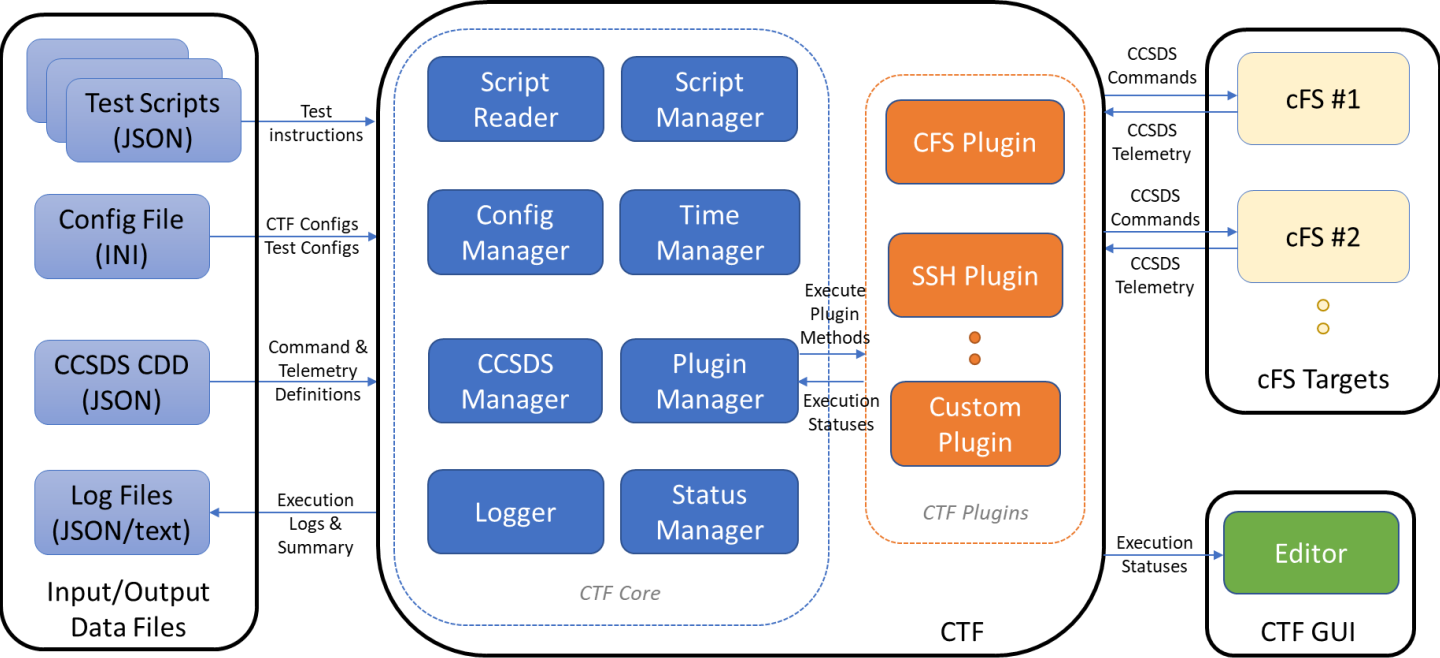 Test Scripts
(JSON)
Config File
(INI)
CCSDS CDD
(JSON)
Log Files
(JSON/text)
Input/Output
Data Files
Test
instructions
CTF Configs
Test Configs
Command &
Telemetry
Definitions
Execution
Logs &
Summary
Script
Reader
Script
Manager
Config
Manager
Time
Manager
CCSDS
Manager
Plugin
Manager
Logger
Status
Manager
CTF Core
Execute
Plugin
Methods
Execution
Statuses
CFS Plugin
SSH Plugin
Custom
Plugin
CTF Plugins
CTF
CCSDS
Commands
CCSDS
Telemetry
CCSDS
Commands
CCSDS
Telemetry
cFS #1
cFS #2
cFS Targets
Execution
Statuses
Editor
CTF GUI